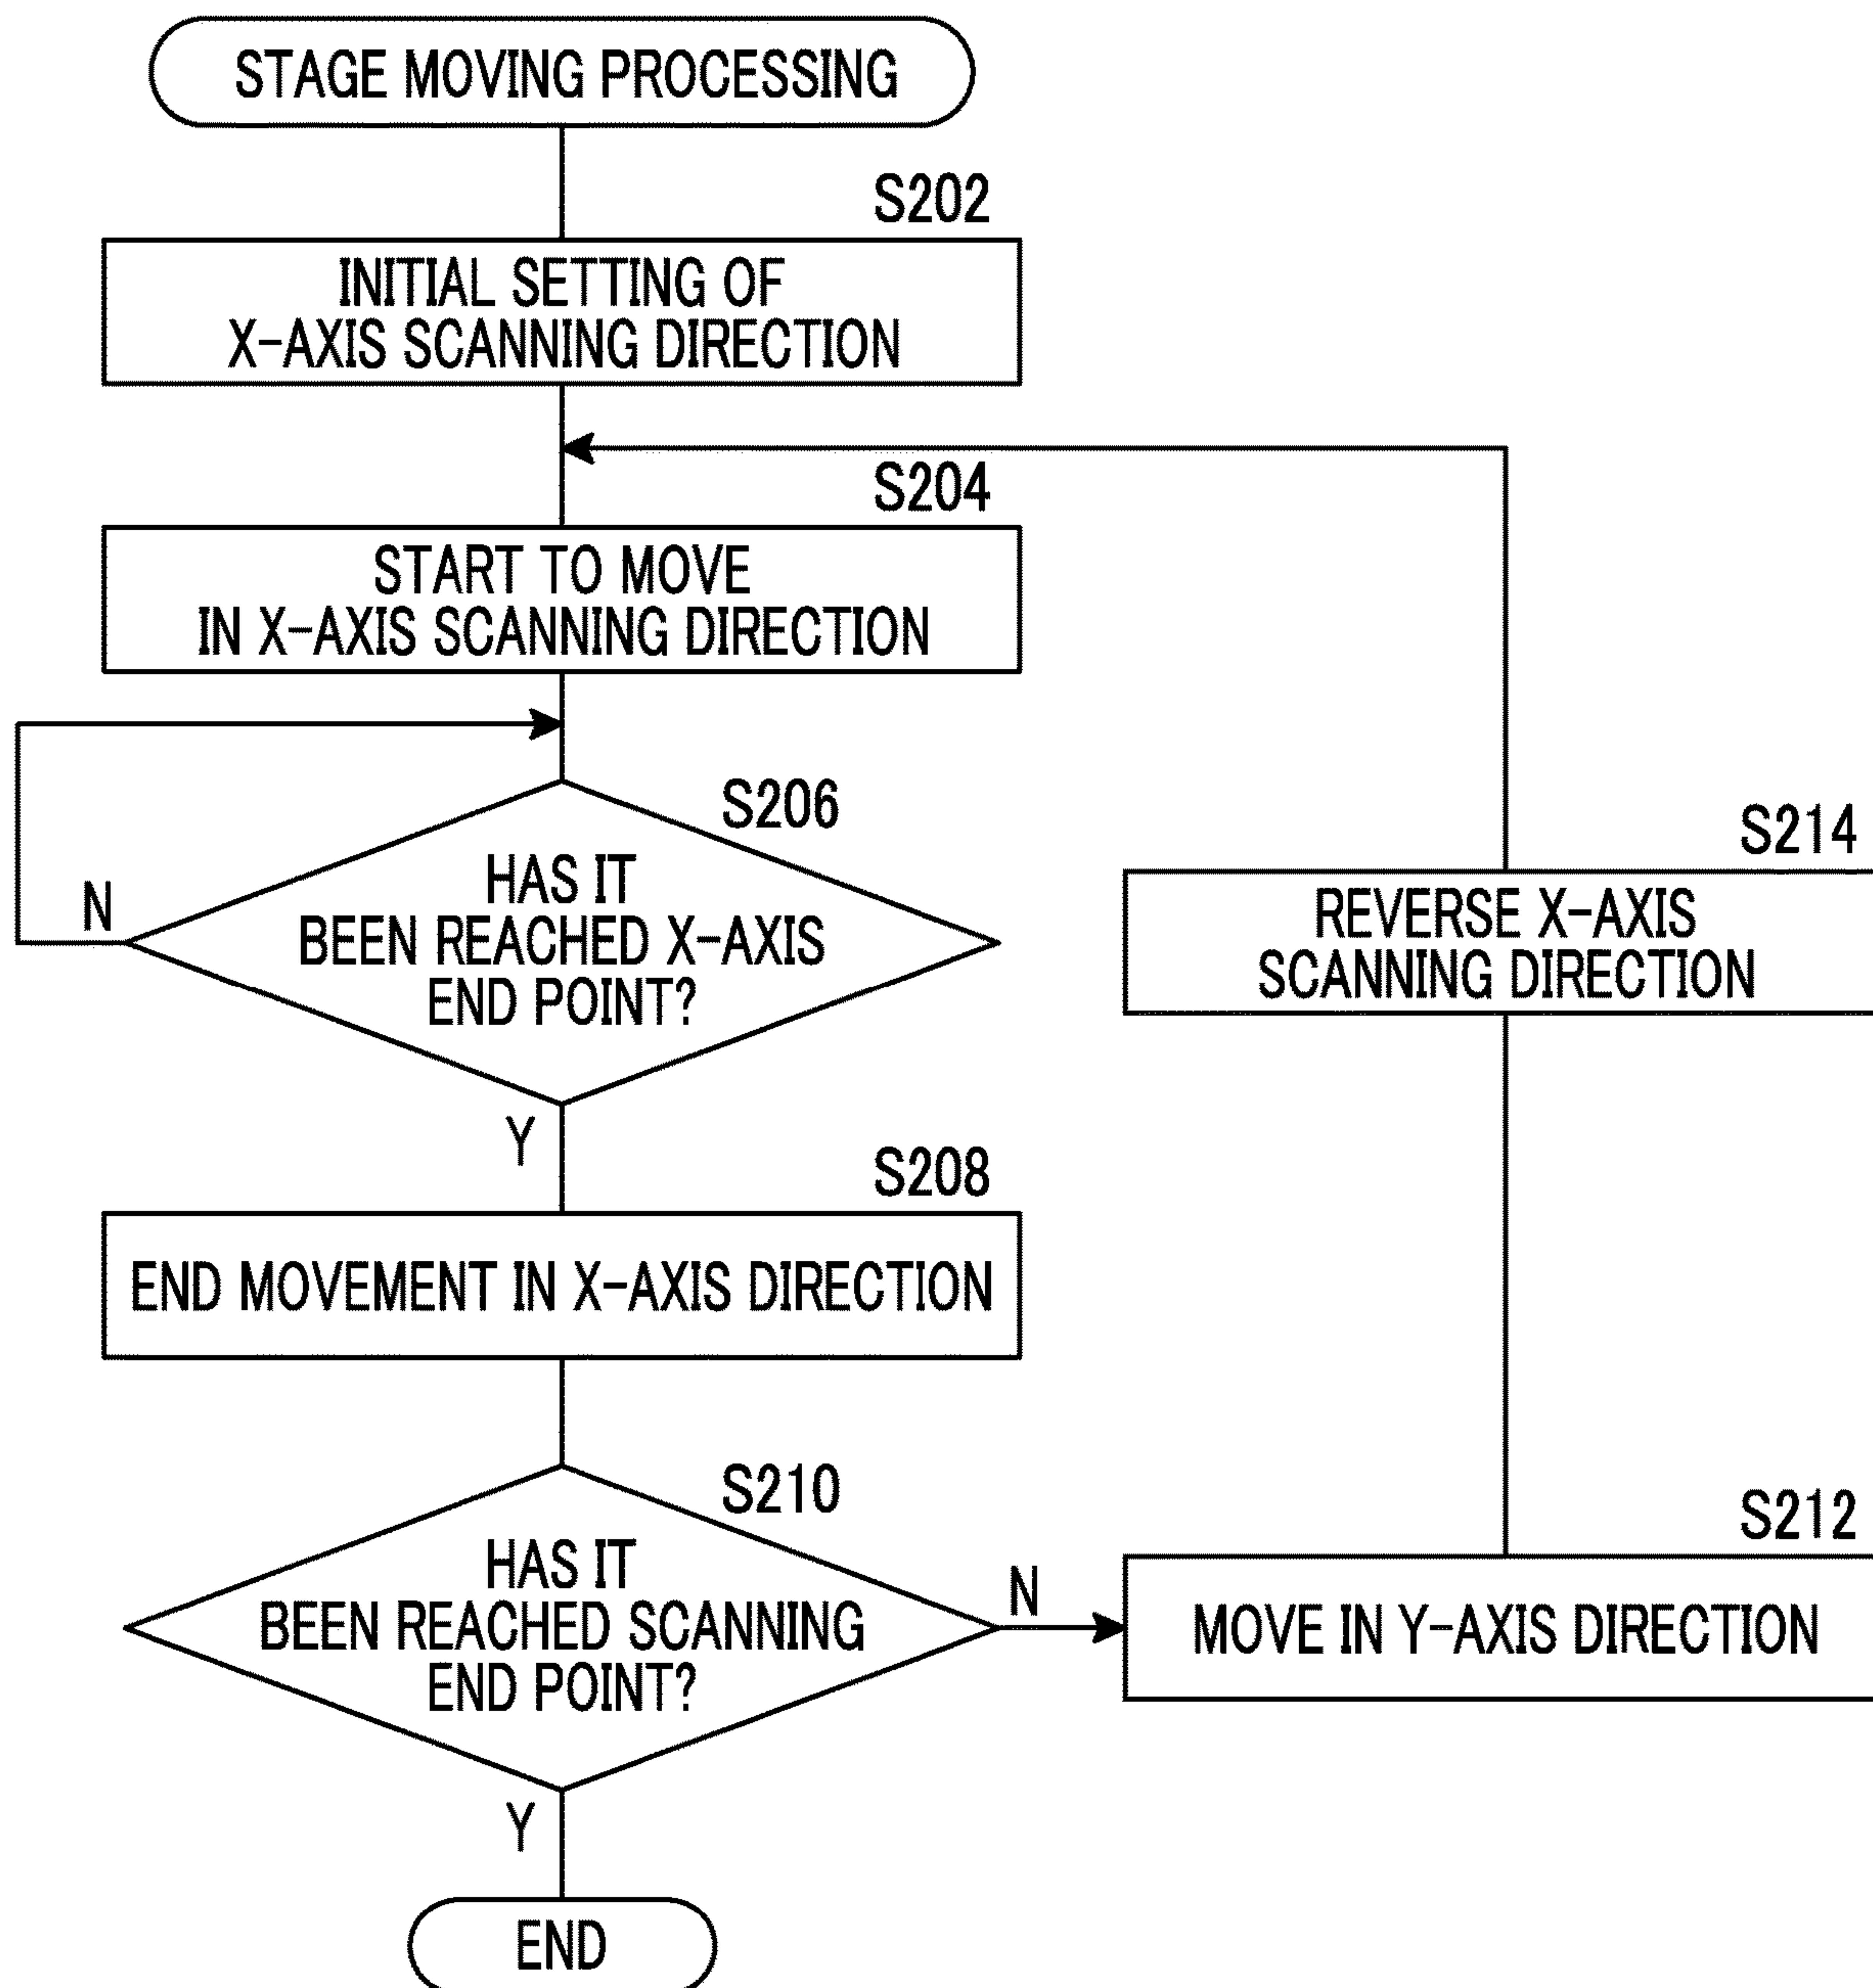 STAGE MOVING PROCESSING
S202
INITIAL SETTING OF
X-AXIS SCANNING DIRECTION
S204
START TO MOVE
IN X-AXIS SCANNING DIRECTION
S206
HAS IT
BEEN REACHED X-AXIS
END POINT?
N
Y
S208
END MOVEMENT IN X-AXIS DIRECTION
S210
HAS IT
BEEN REACHED SCANNING
END POINT?
N
Y
S212
MOVE IN Y-AXIS DIRECTION
S214
REVERSE X-AXIS
SCANNING DIRECTION
END